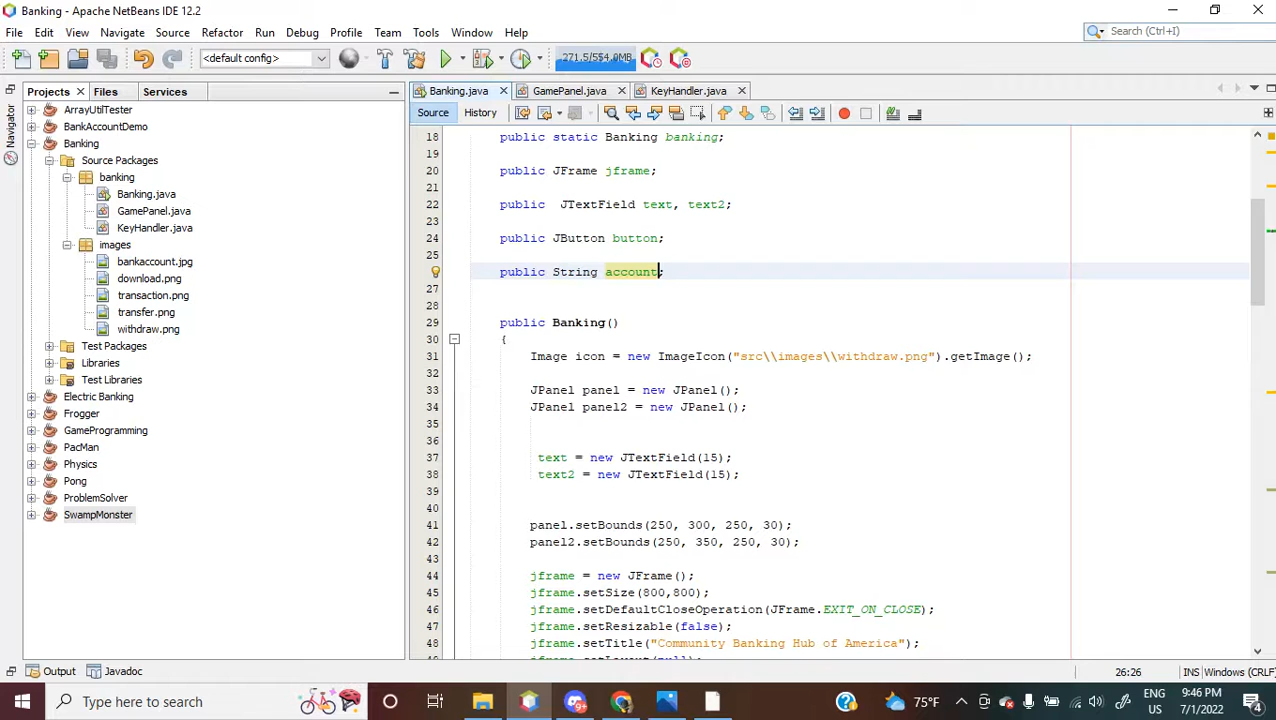 Banking - Apache NetBeans IDE 12.2
File Edit View Navigate Source Refactor Run Debug Profile Team Tools Window Help
Search (Ctrl+I)
<default config>
271.5/554.0MB
Projects Files Services
Banking.java GamePanel.java KeyHandler.java
Navigator
Source History
ArrayUtilTester
BankAccountDemo
Banking
Source Packages
banking
Banking.java
GamePanel.java
KeyHandler.java
images
bankaccount.jpg
download.png
transaction.png
transfer.png
withdraw.png
Test Packages
Libraries
Test Libraries
Electric Banking
Frogger
GameProgramming
PacMan
Physics
Pong
ProblemSolver
SwampMonster
18 public static Banking banking;
19
20 public JFrame jframe;
21
22 public  JTextField text, text2;
23
24 public JButton button;
25
public String account;
27
28
29 public Banking()
30 {
31 Image icon = new ImageIcon("src\\images\\withdraw.png").getImage();
32
33 JPanel panel = new JPanel();
34 JPanel panel2 = new JPanel();
35
36
37 text = new JTextField(15);
38 text2 = new JTextField(15);
39
40
41 panel.setBounds(250, 300, 250, 30);
42 panel2.setBounds(250, 350, 250, 30);
43
44 jframe = new JFrame();
45 jframe.setSize(800,800);
46 jframe.setDefaultCloseOperation(JFrame.EXIT_ON_CLOSE);
47 jframe.setResizable(false);
48 jframe.setTitle("Community Banking Hub of America");
jframe.setLayout(null);
Output Javadoc
26:26 INS Windows (CRLF)
Type here to search
75°F
ENG
US
9:46 PM
7/1/2022